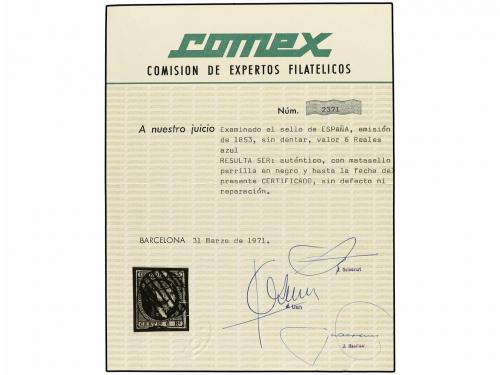 comex
COMISION DE EXPERTOS FILATELICOS
Núm. 2371
A nuestro juicio Examinado el sello de ESPAÑA, emisión
de 1853, sin dentar, valor 6 Reales
azul
RESULTA SER: auténtico, con matasello
parrilla en negro y hasta la fecha del
presente CERTIFICADO, sin defecto ni
reparación.
BARCELONA 31 Marzo de 1971.